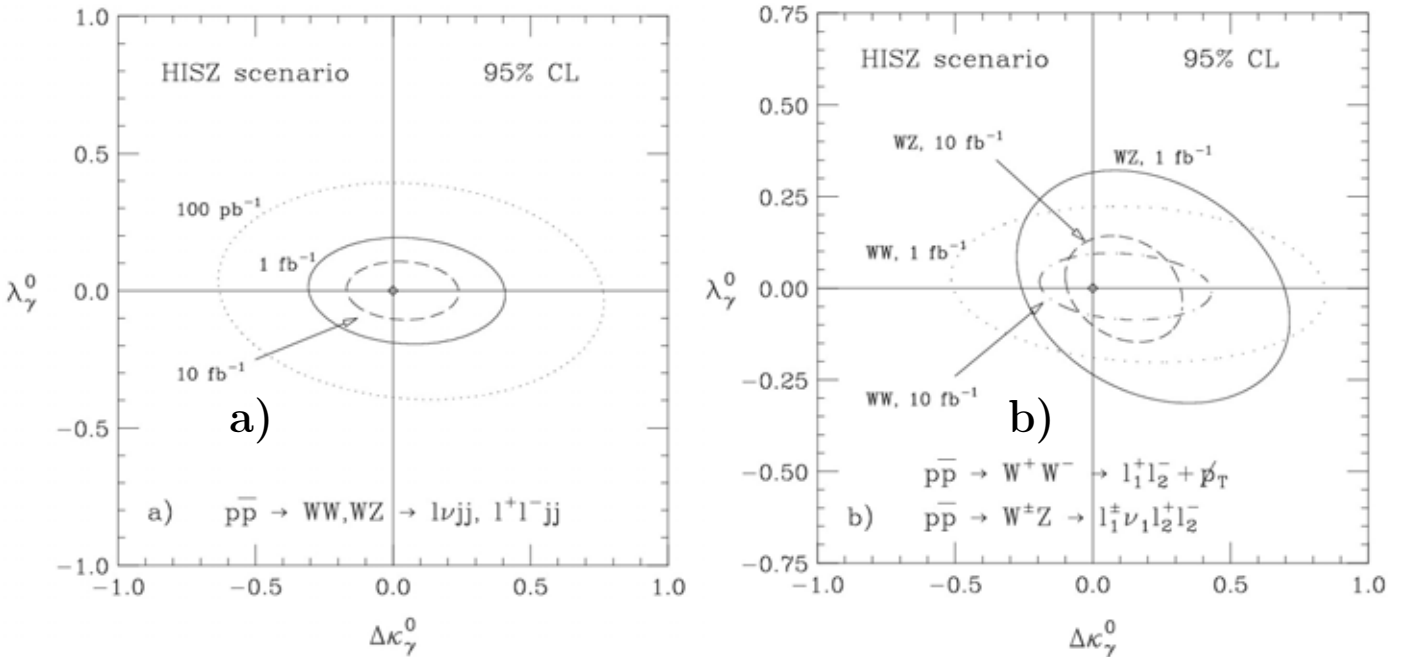 1.0
0.5
0.0
−0.5
−1.0
λ⁰ᵧ
HISZ scenario 95% CL
100 pb⁻¹
1 fb⁻¹
10 fb⁻¹
a)
a) pp̅ → WW,WZ → lνjj, l⁺l⁻jj
−1.0 −0.5 0.0 0.5 1.0
Δκ⁰ᵧ
0.75
0.50
0.25
0.00
−0.25
−0.50
−0.75
λ⁰ᵧ
HISZ scenario 95% CL
WZ, 10 fb⁻¹
WZ, 1 fb⁻¹
WW, 1 fb⁻¹
WW, 10 fb⁻¹
b)
pp̅ → W⁺W⁻ → l₁⁺l₂⁻ + p̸_T
b) pp̅ → W±Z → l₁±ν₁l₂⁺l₂⁻
−1.0 −0.5 0.0 0.5 1.0
Δκ⁰ᵧ